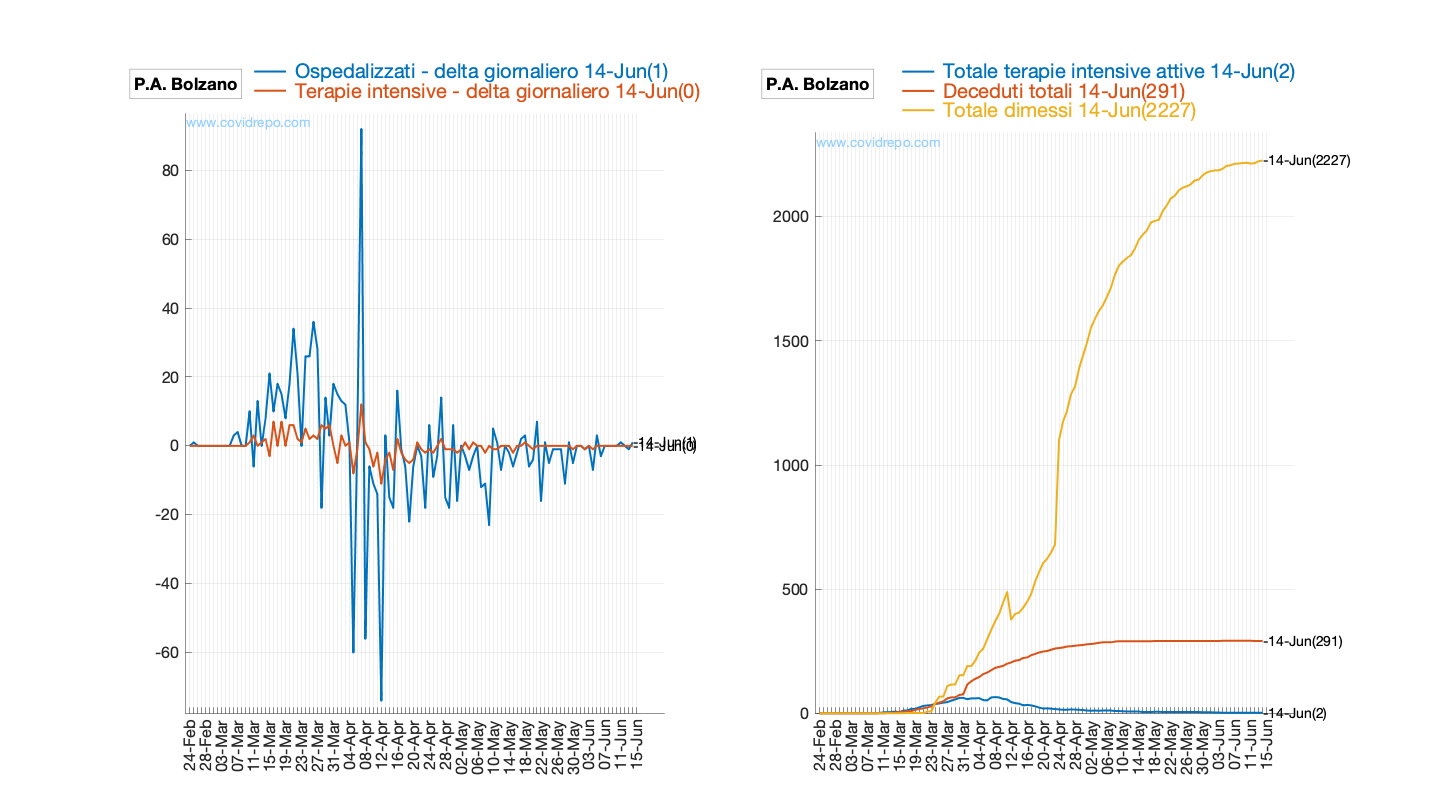 P.A. Bolzano
Ospedalizzati - delta giornaliero 14-Jun(1)
Terapie intensive - delta giornaliero 14-Jun(0)
www.covidrepo.com
80
60
40
20
0
-20
-40
-60
-14-Jun(1)
-14-Jun(0)
24-Feb
28-Feb
03-Mar
07-Mar
11-Mar
15-Mar
19-Mar
23-Mar
27-Mar
31-Mar
04-Apr
08-Apr
12-Apr
16-Apr
20-Apr
24-Apr
28-Apr
02-May
06-May
10-May
14-May
18-May
22-May
26-May
30-May
03-Jun
07-Jun
11-Jun
15-Jun
P.A. Bolzano
Totale terapie intensive attive 14-Jun(2)
Deceduti totali 14-Jun(291)
Totale dimessi 14-Jun(2227)
www.covidrepo.com
2000
1500
1000
500
0
-14-Jun(2227)
-14-Jun(291)
-14-Jun(2)
24-Feb
28-Feb
03-Mar
07-Mar
11-Mar
15-Mar
19-Mar
23-Mar
27-Mar
31-Mar
04-Apr
08-Apr
12-Apr
16-Apr
20-Apr
24-Apr
28-Apr
02-May
06-May
10-May
14-May
18-May
22-May
26-May
30-May
03-Jun
07-Jun
11-Jun
15-Jun